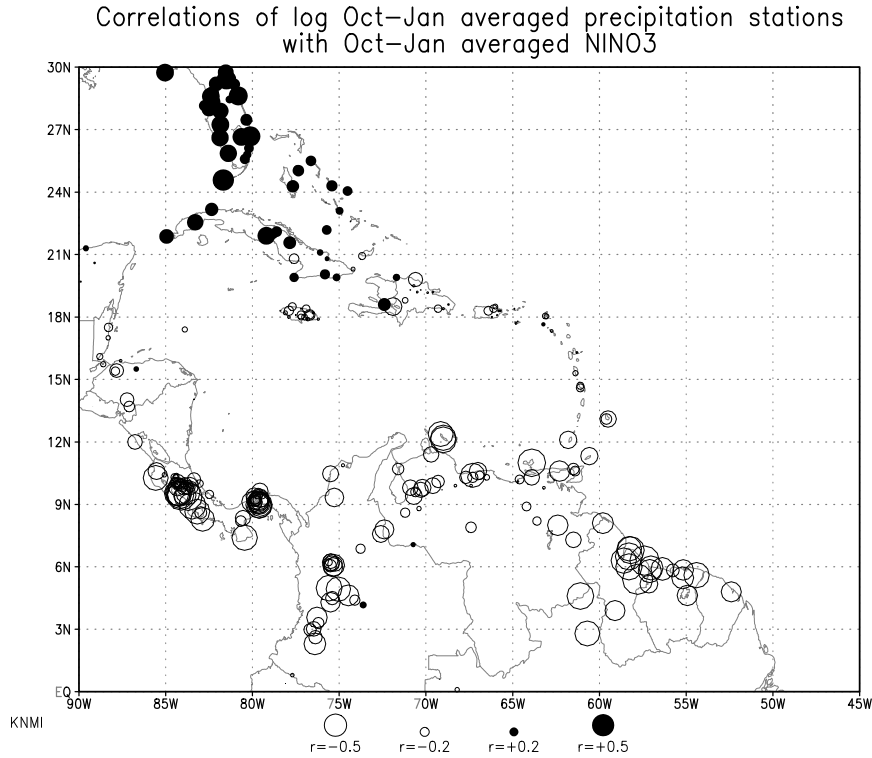 Correlations of log Oct-Jan averaged precipitation stations
with Oct-Jan averaged NINO3
30N
27N
24N
21N
18N
15N
12N
9N
6N
3N
EQ
90W 85W 80W 75W 70W 65W 60W 55W 50W 45W
KNMI
r=-0.5 r=-0.2 r=+0.2 r=+0.5